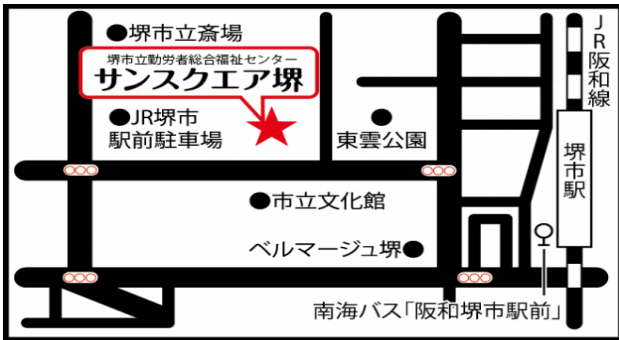 堺市立斎場
堺市立勤労者総合福祉センター
サンスクエア堺
JR堺市
駅前駐車場
東雲公園
市立文化館
ベルマージュ堺
南海バス「阪和堺市駅前」
JR阪和線
堺市駅